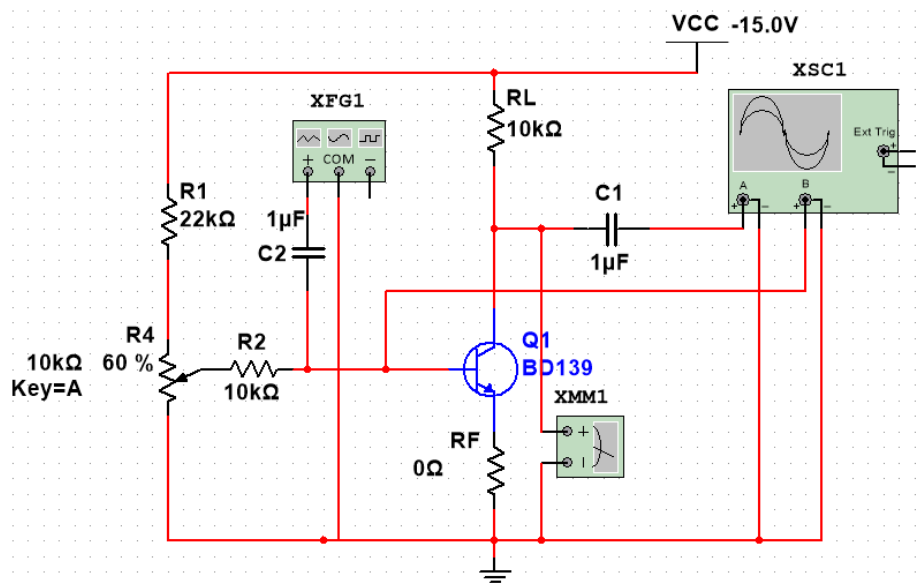 VCC -15.0V
XSC1
XFG1
RL
10kΩ
Ext Trig
+
−
+ COM −
A
B
+ − + −
R1
22kΩ
1µF
C2
C1
1µF
R4
10kΩ 60 %
Key=A
R2
10kΩ
Q1
BD139
XMM1
+
−
RF
0Ω